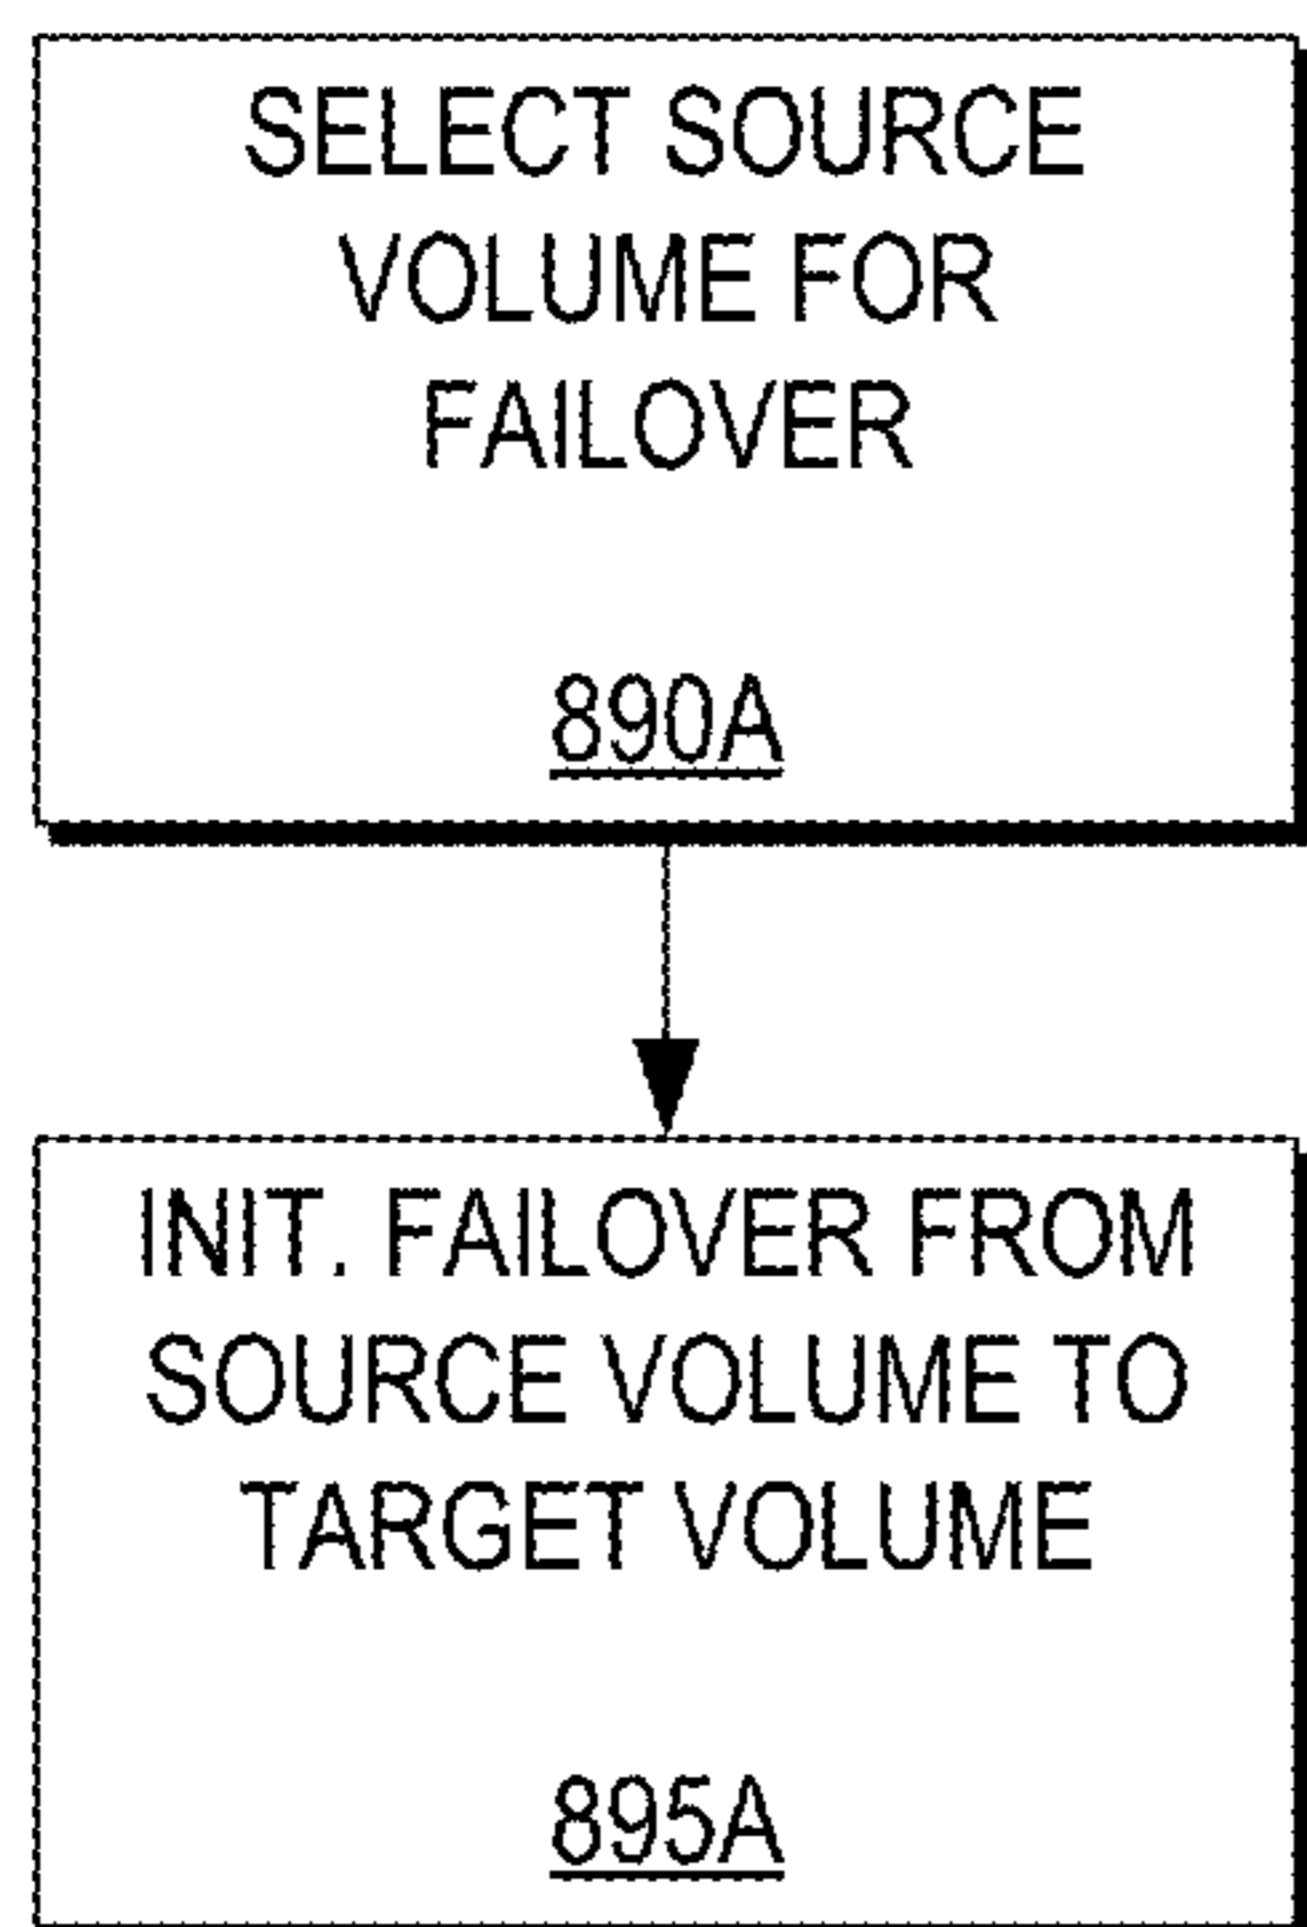 SELECT SOURCE
VOLUME FOR
FAILOVER
890A
INIT. FAILOVER FROM
SOURCE VOLUME TO
TARGET VOLUME
895A